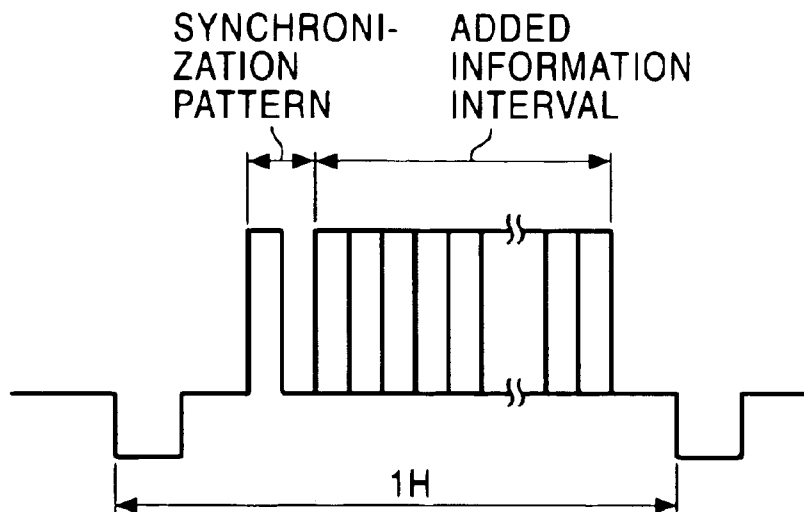 SYNCHRONI-
ZATION
PATTERN
ADDED
INFORMATION
INTERVAL
1H